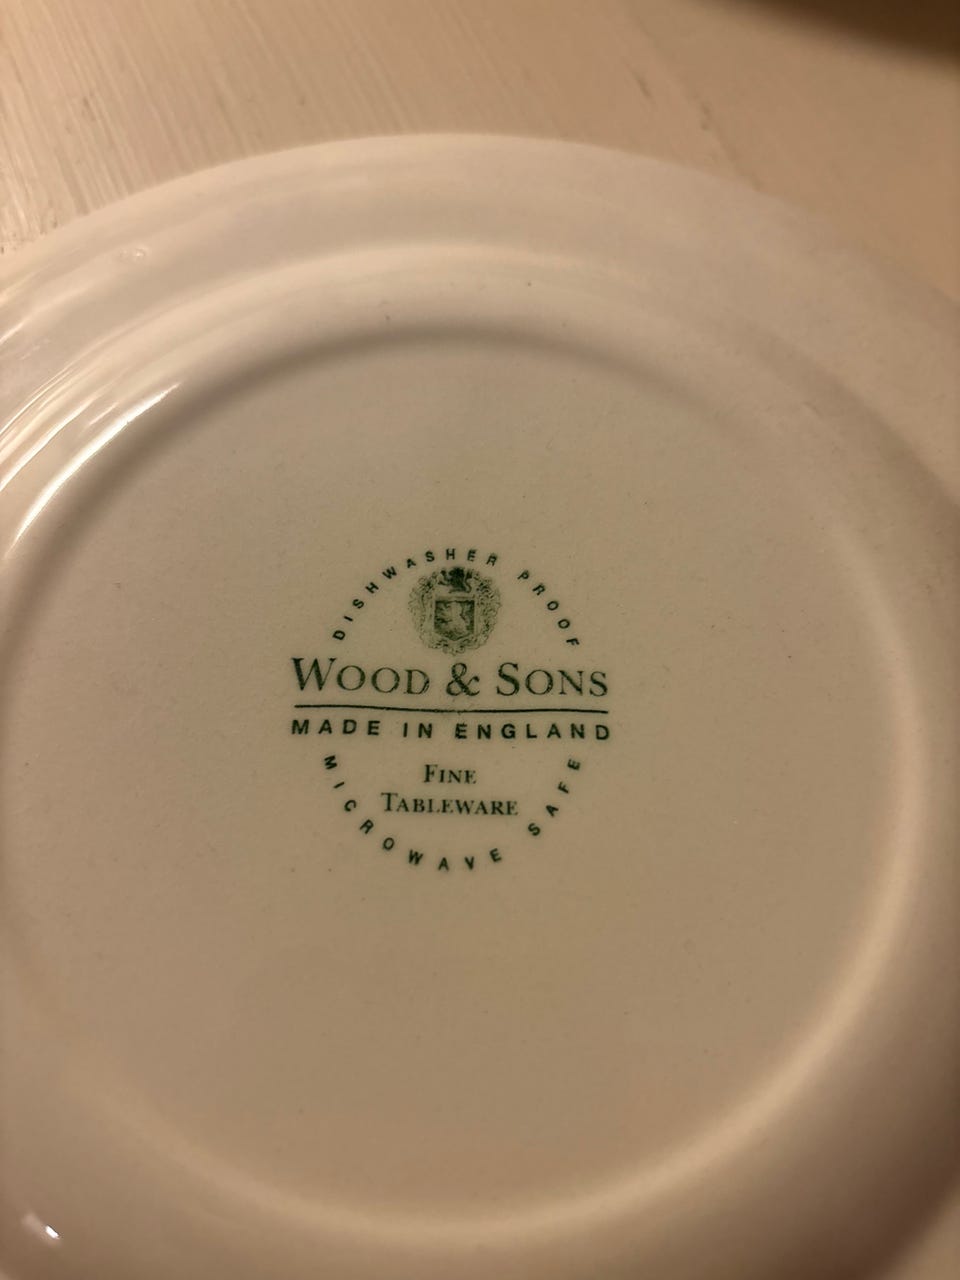 DISHWASHER PROOF
WOOD & SONS
MADE IN ENGLAND
FINE
TABLEWARE
MICROWAVE SAFE